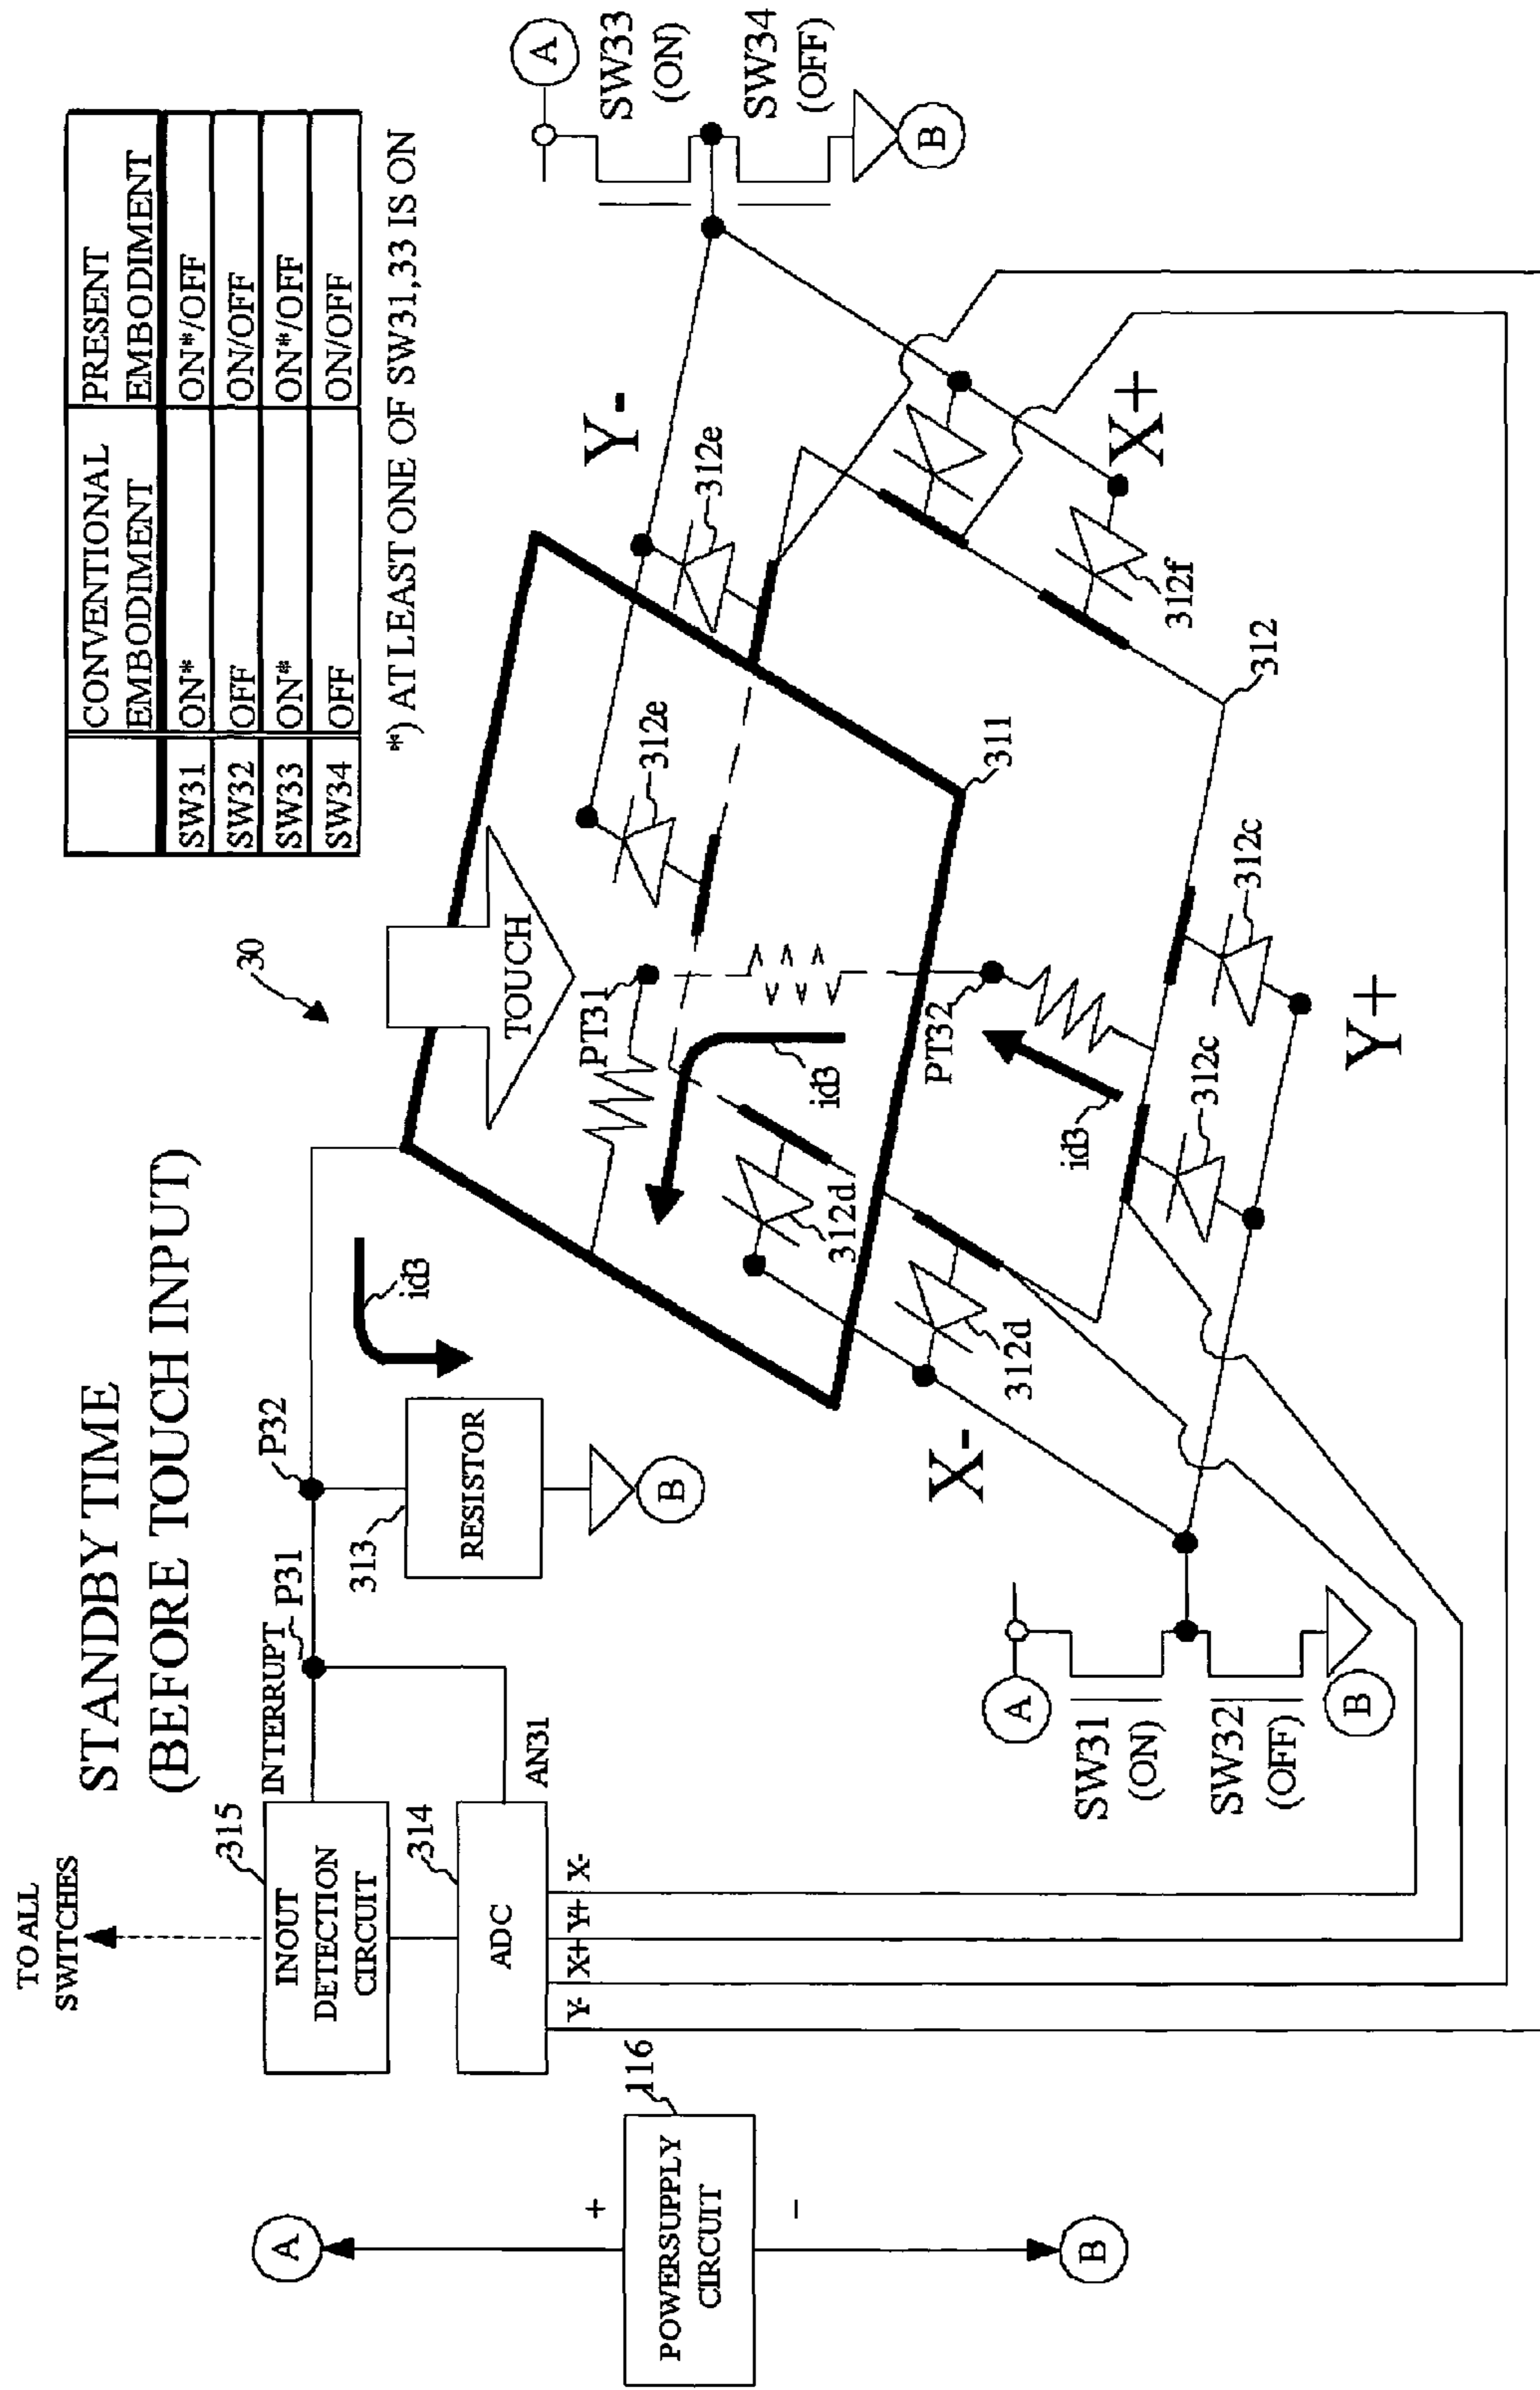 STANDBY TIME
(BEFORE TOUCH INPUT)
CONVENTIONAL EMBODIMENT PRESENT EMBODIMENT
SW31 ON* ON*/OFF
SW32 OFF ON/OFF
SW33 ON* ON*/OFF
SW34 OFF ON/OFF
*) AT LEAST ONE OF SW31,33 IS ON
TO ALL
SWITCHES
315
INOUT
DETECTION
CIRCUIT
INTERRUPT
P31
P32
314
ADC
AN31
Y-
X+
Y+
X-
313
RESISTOR
B
id3
30
TOUCH
PT31
id3
PT32
id3
311
312
312e
312e
312d
312d
312c
312c
312f
Y-
X+
X-
Y+
A
SW33
(ON)
SW34
(OFF)
B
A
SW31
(ON)
SW32
(OFF)
B
A
+
116
POWERSUPPLY
CIRCUIT
-
B